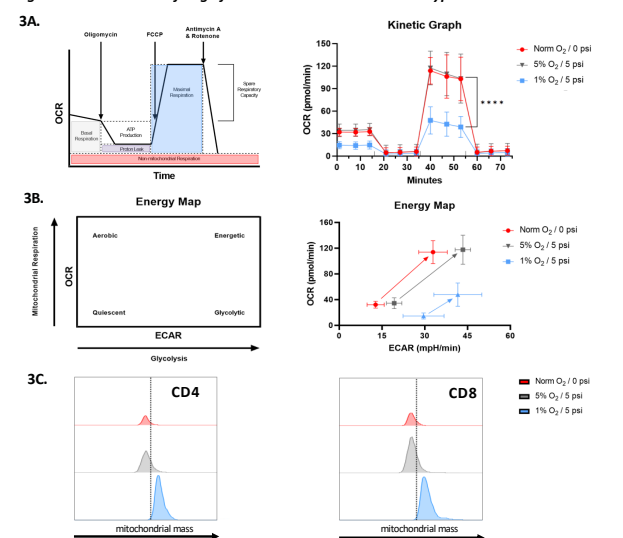 3A.
Oligomycin
FCCP
Antimycin A
& Rotenone
OCR
Basal
Respiration
ATP
Production
Proton Leak
Maximal
Respiration
Spare
Respiratory
Capacity
Non-mitochondrial Respiration
Time
Kinetic Graph
OCR (pmol/min)
150
120
90
60
30
0
0 10 20 30 40 50 60 70
Minutes
****
Norm O2 / 0 psi
5% O2 / 5 psi
1% O2 / 5 psi
3B.
Energy Map
Mitochondrial Respiration
OCR
Aerobic
Energetic
Quiescent
Glycolytic
ECAR
Glycolysis
Energy Map
OCR (pmol/min)
160
120
80
40
0
0 15 30 45 60
ECAR (mpH/min)
Norm O2 / 0 psi
5% O2 / 5 psi
1% O2 / 5 psi
3C.
CD4
mitochondrial mass
CD8
mitochondrial mass
Norm O2 / 0 psi
5% O2 / 5 psi
1% O2 / 5 psi